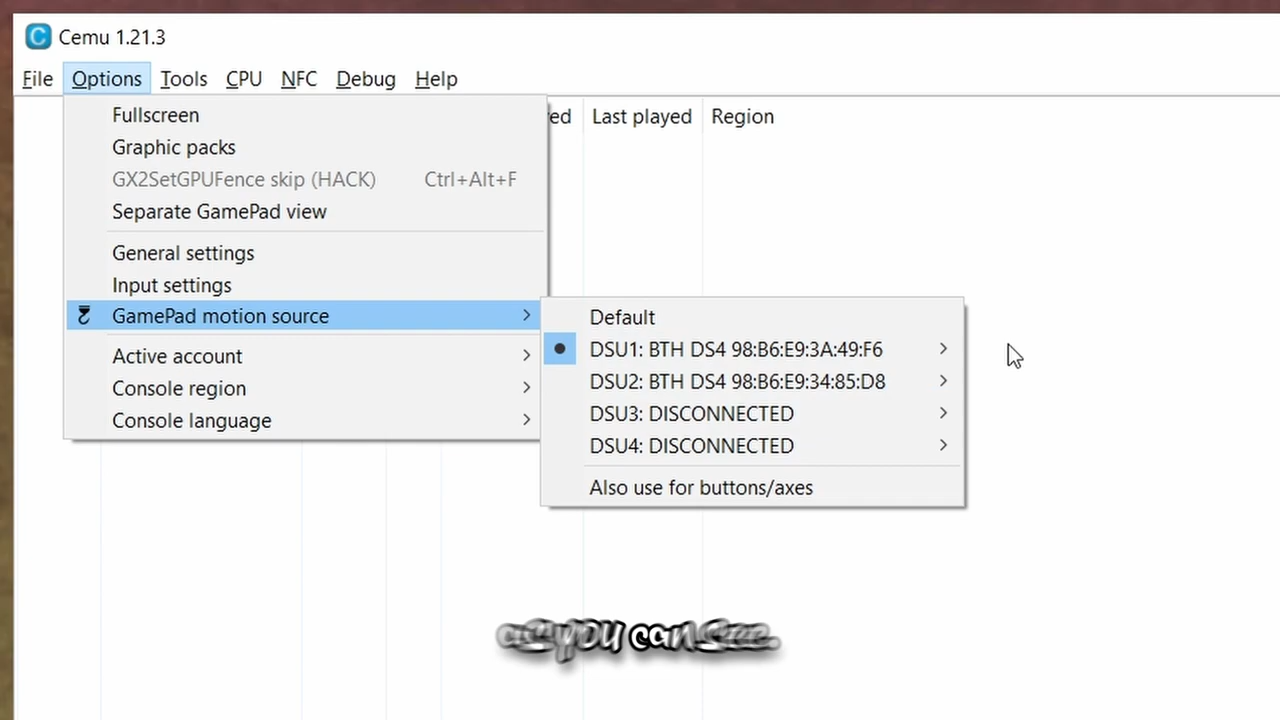 Cemu 1.21.3
File Options Tools CPU NFC Debug Help
Last played Region
Fullscreen
Graphic packs
GX2SetGPUFence skip (HACK) Ctrl+Alt+F
Separate GamePad view
General settings
Input settings
GamePad motion source
Active account
Console region
Console language
Default
DSU1: BTH DS4 98:B6:E9:3A:49:F6
DSU2: BTH DS4 98:B6:E9:34:85:D8
DSU3: DISCONNECTED
DSU4: DISCONNECTED
Also use for buttons/axes
as you can see.